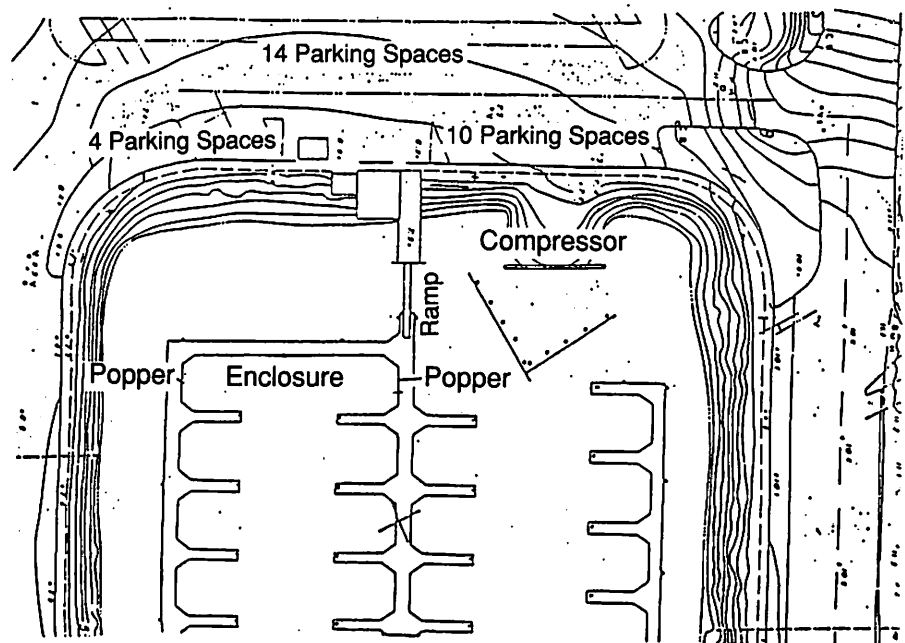 14 Parking Spaces
4 Parking Spaces
10 Parking Spaces
Compressor
Ramp
Popper
Enclosure
Popper